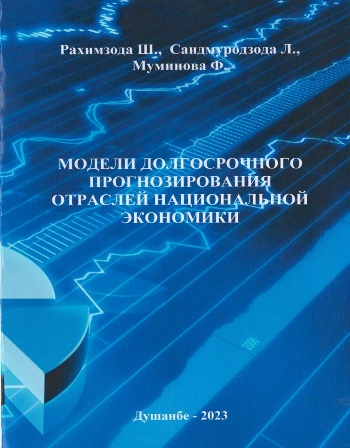 Рахимзода Ш., Саидмуродзода Л.,
Муминова Ф.
МОДЕЛИ ДОЛГОСРОЧНОГО
ПРОГНОЗИРОВАНИЯ
ОТРАСЛЕЙ НАЦИОНАЛЬНОЙ
ЭКОНОМИКИ
Душанбе - 2023